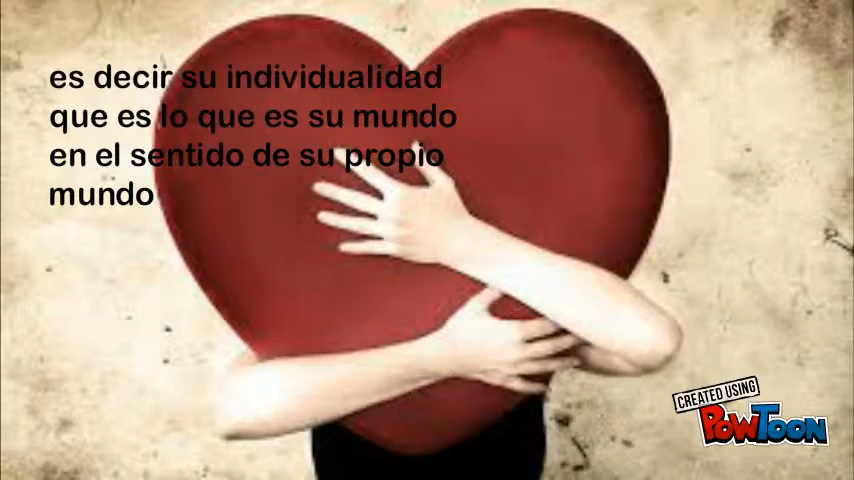 es decir su individualidad
que es lo que es su mundo
en el sentido de su propio
mundo
CREATED USING
POWTOON